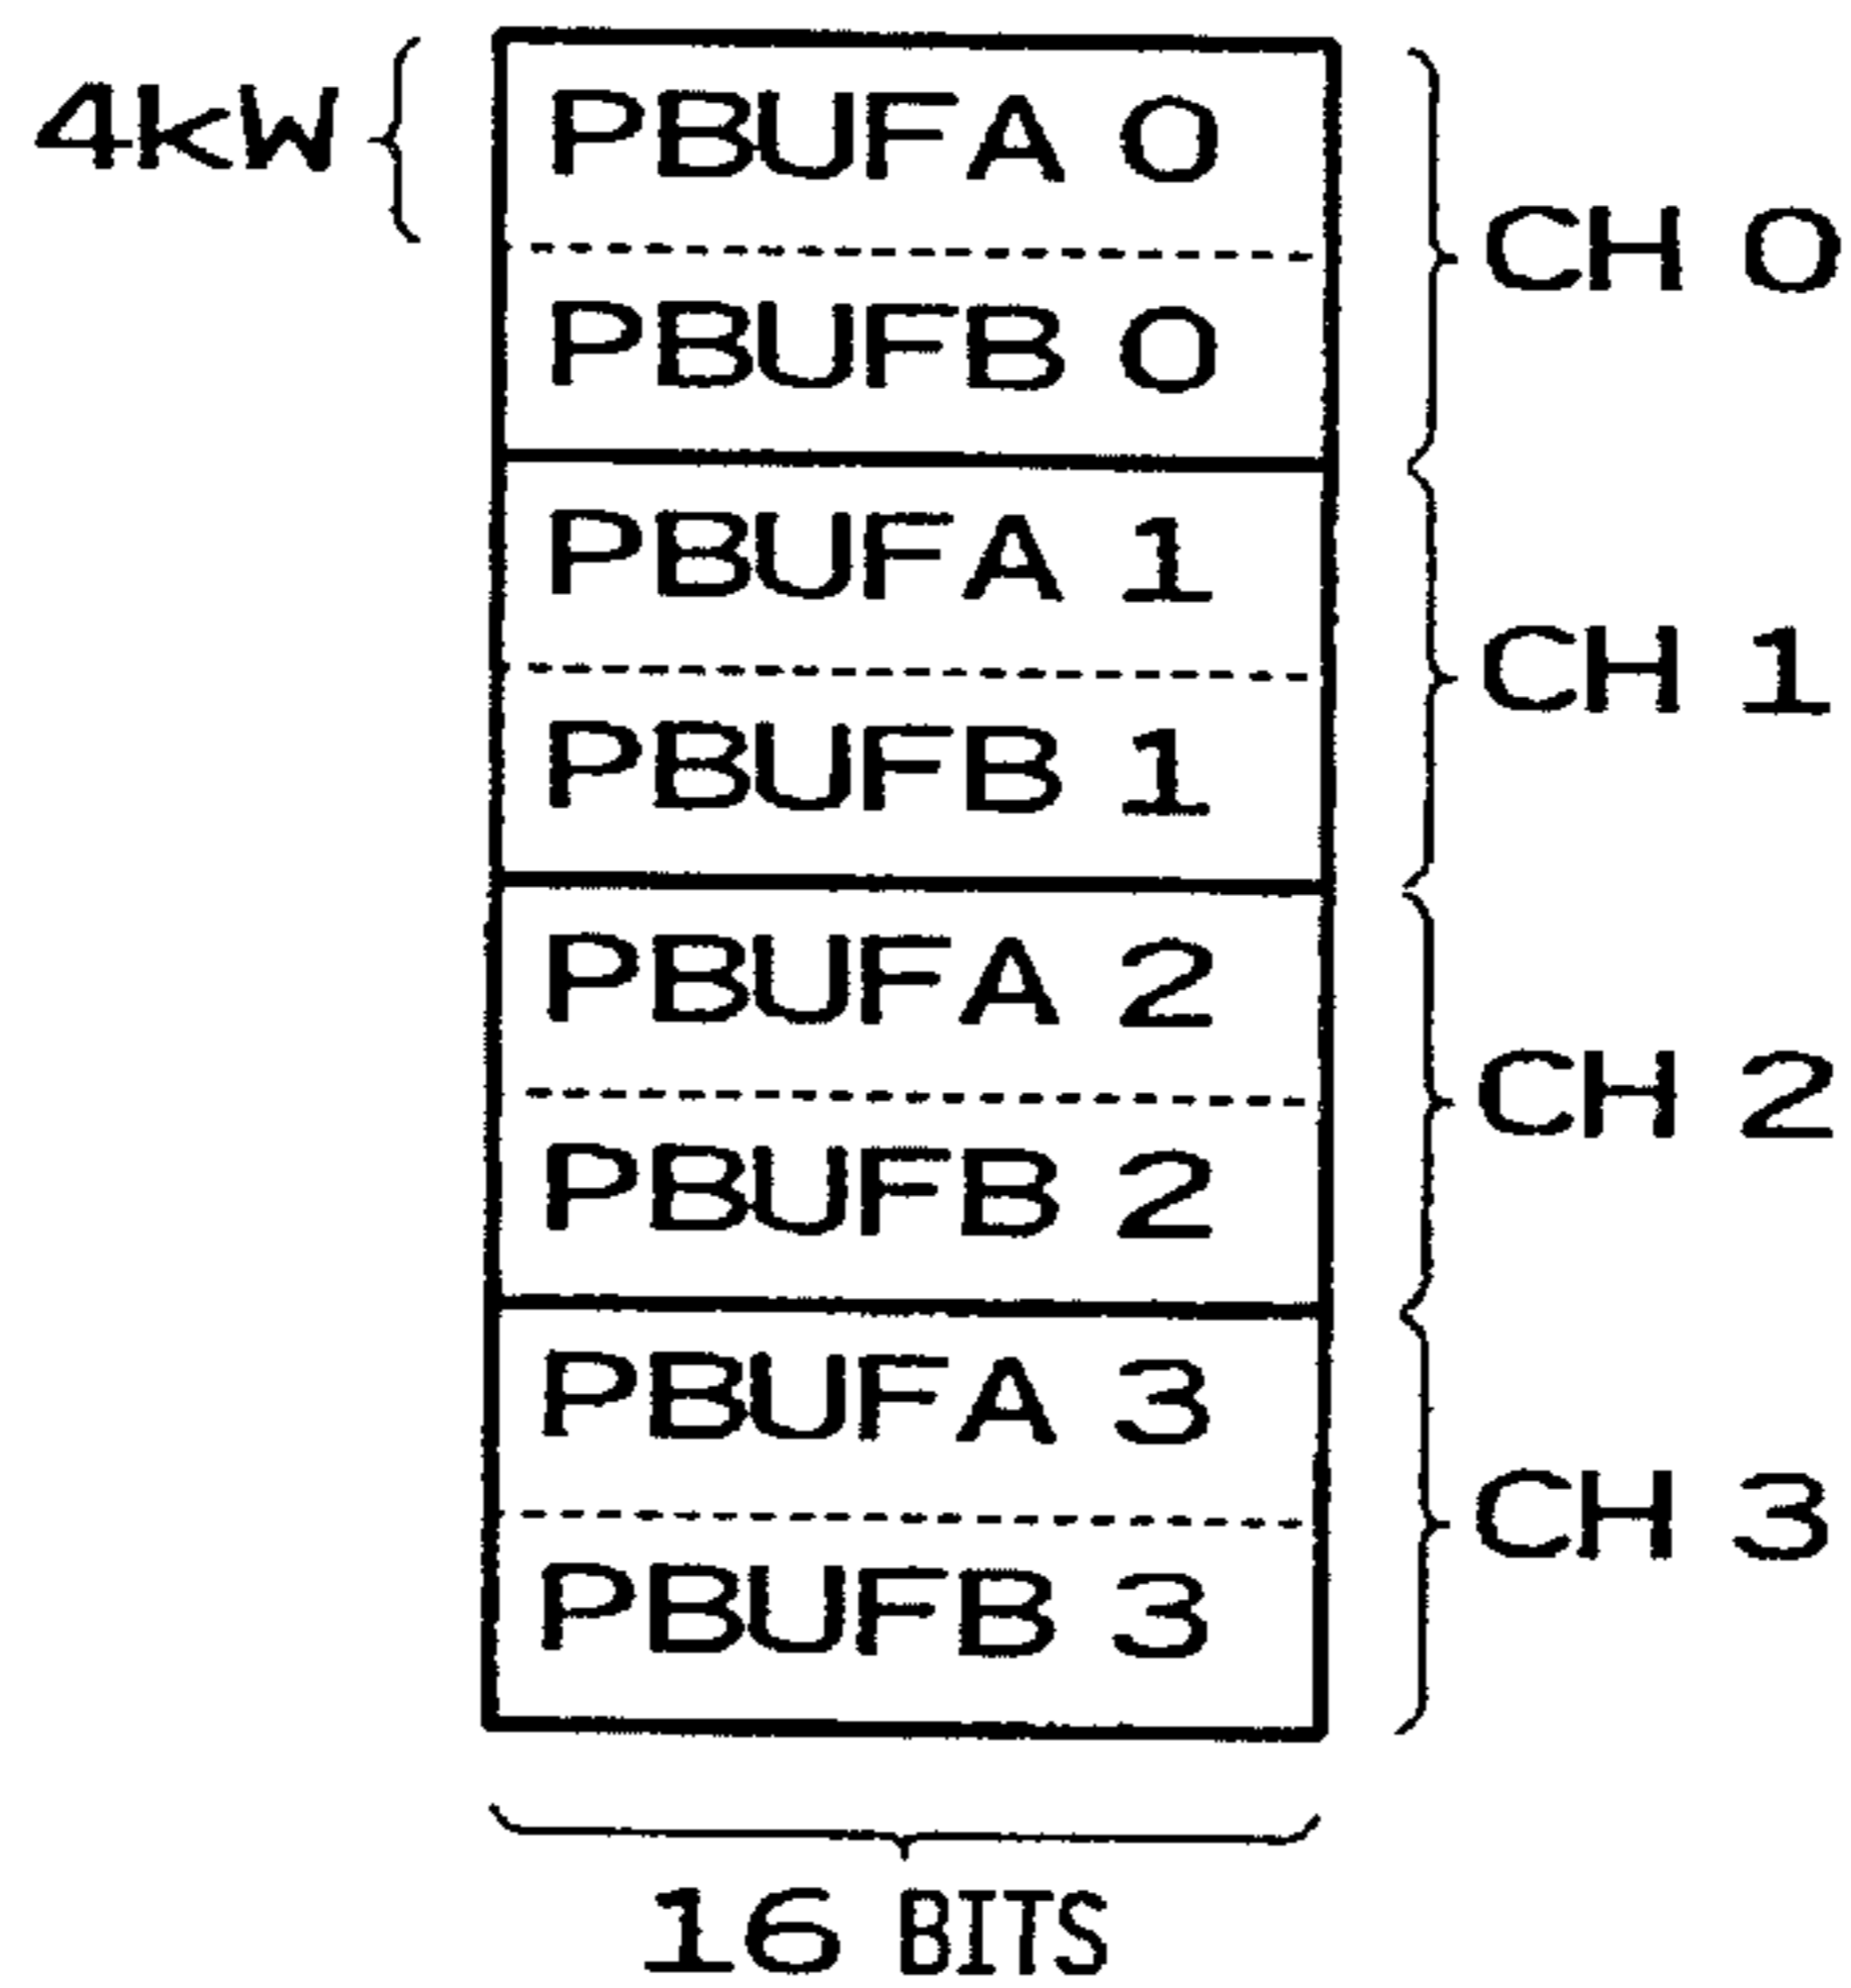 4kW
PBUFA 0
PBUFB 0
CH 0
PBUFA 1
PBUFB 1
CH 1
PBUFA 2
PBUFB 2
CH 2
PBUFA 3
PBUFB 3
CH 3
16 BITS